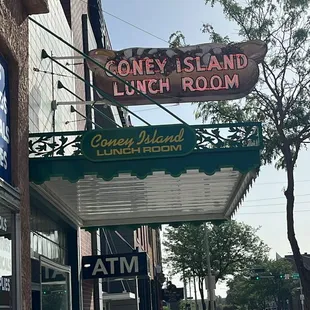 CONEY ISLAND
LUNCH ROOM
Coney Island
LUNCH ROOM
ATM